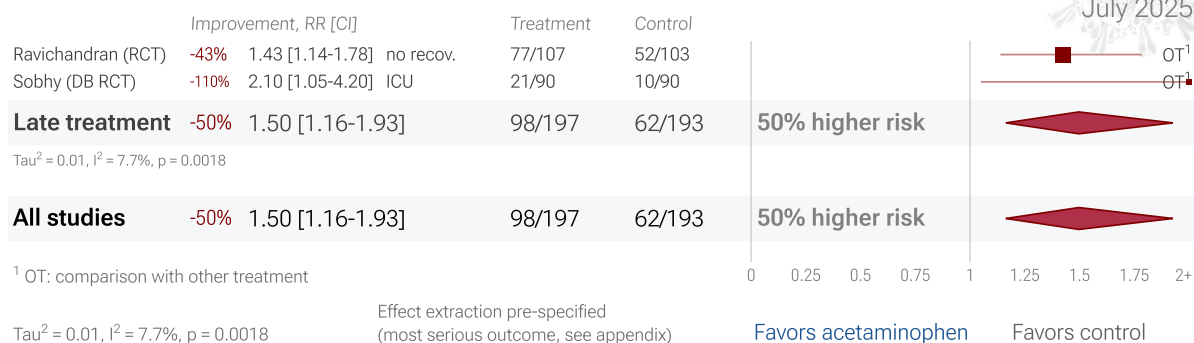 July 2025
Improvement, RR [CI] Treatment Control
Ravichandran (RCT) -43% 1.43 [1.14-1.78] no recov. 77/107 52/103 OT¹
Sobhy (DB RCT) -110% 2.10 [1.05-4.20] ICU 21/90 10/90 OT¹
Late treatment -50% 1.50 [1.16-1.93] 98/197 62/193 50% higher risk
Tau² = 0.01, I² = 7.7%, p = 0.0018
All studies -50% 1.50 [1.16-1.93] 98/197 62/193 50% higher risk
¹ OT: comparison with other treatment 0 0.25 0.5 0.75 1 1.25 1.5 1.75 2+
Effect extraction pre-specified
Tau² = 0.01, I² = 7.7%, p = 0.0018 (most serious outcome, see appendix) Favors acetaminophen Favors control